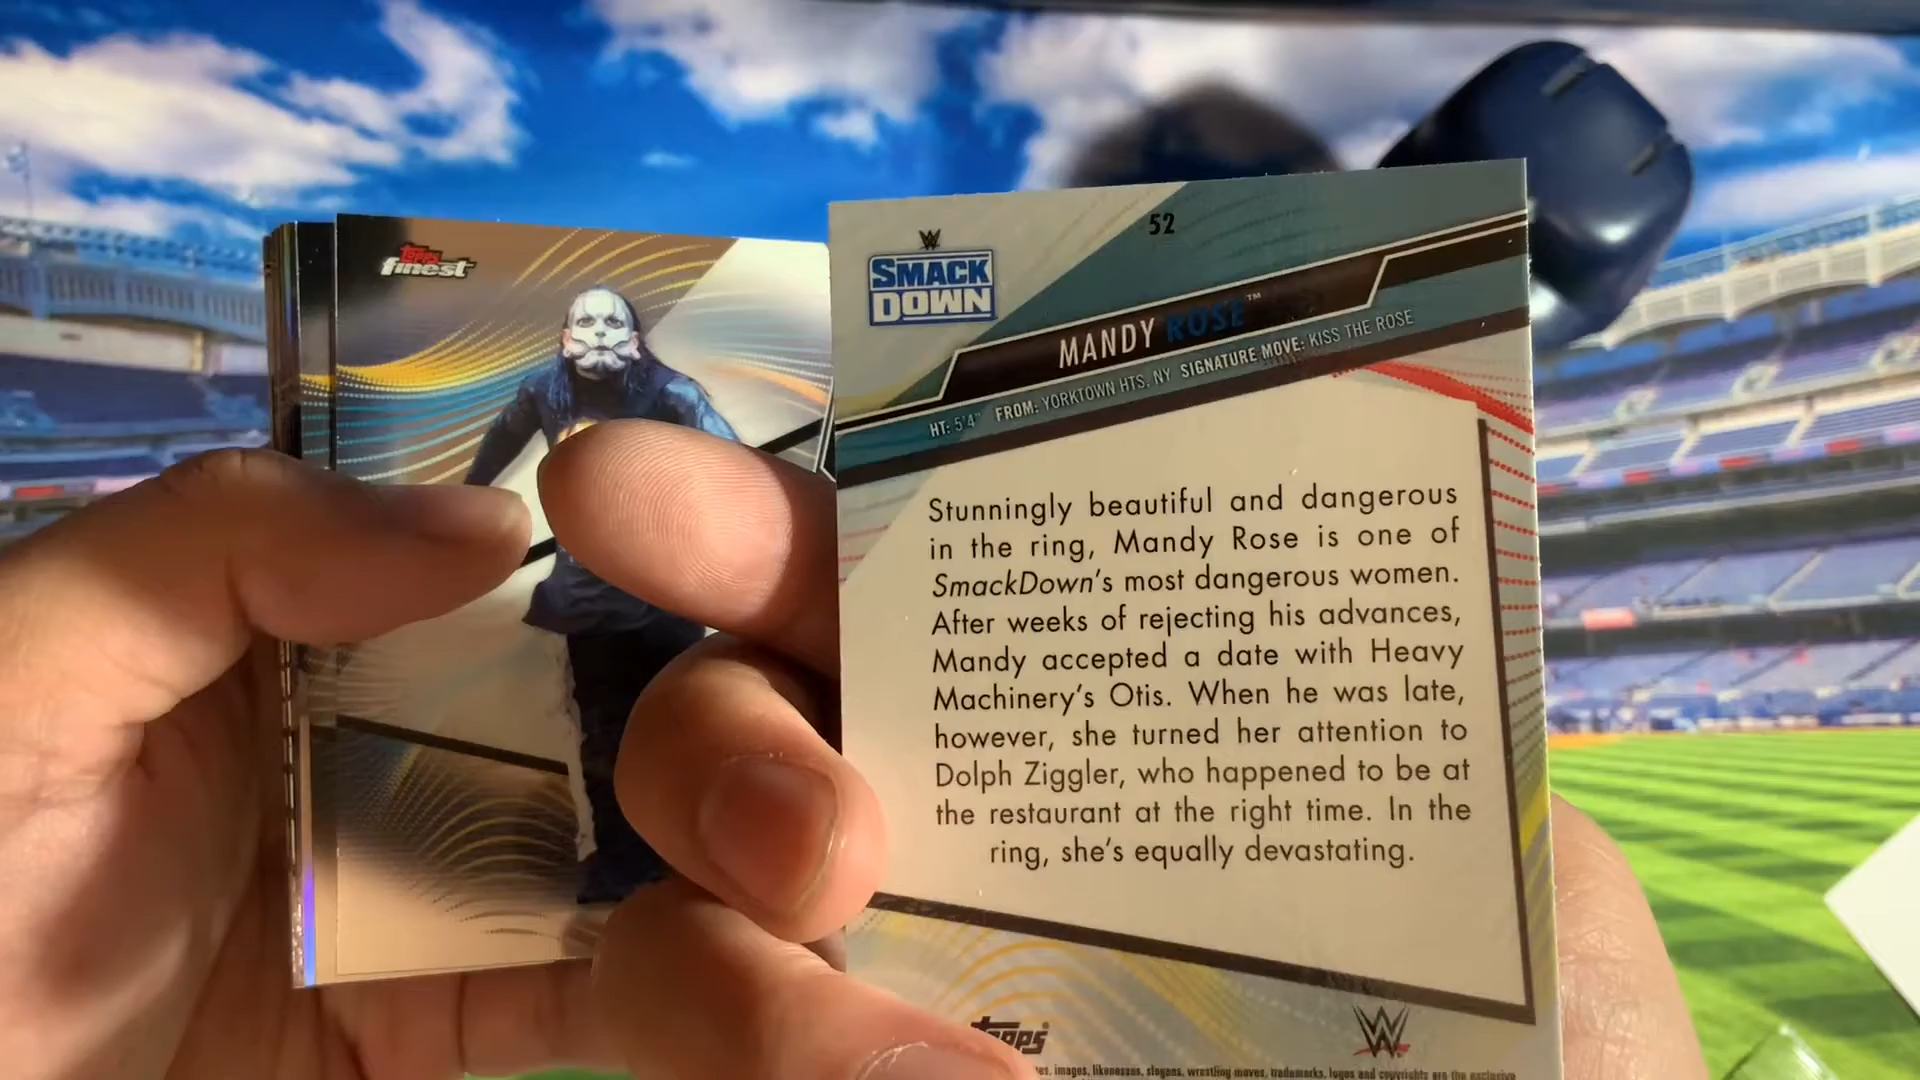 Topps
finest
W
SMACK
DOWN
52
MANDY ROSE™
HT: 5'4" FROM: YORKTOWN HTS, NY SIGNATURE MOVE: KISS THE ROSE
Stunningly beautiful and dangerous
in the ring, Mandy Rose is one of
SmackDown's most dangerous women.
After weeks of rejecting his advances,
Mandy accepted a date with Heavy
Machinery's Otis. When he was late,
however, she turned her attention to
Dolph Ziggler, who happened to be at
the restaurant at the right time. In the
ring, she's equally devastating.
Topps®
W
images, likenesses, slogans, wrestling moves, trademarks, logos and copyrights are the exclusive